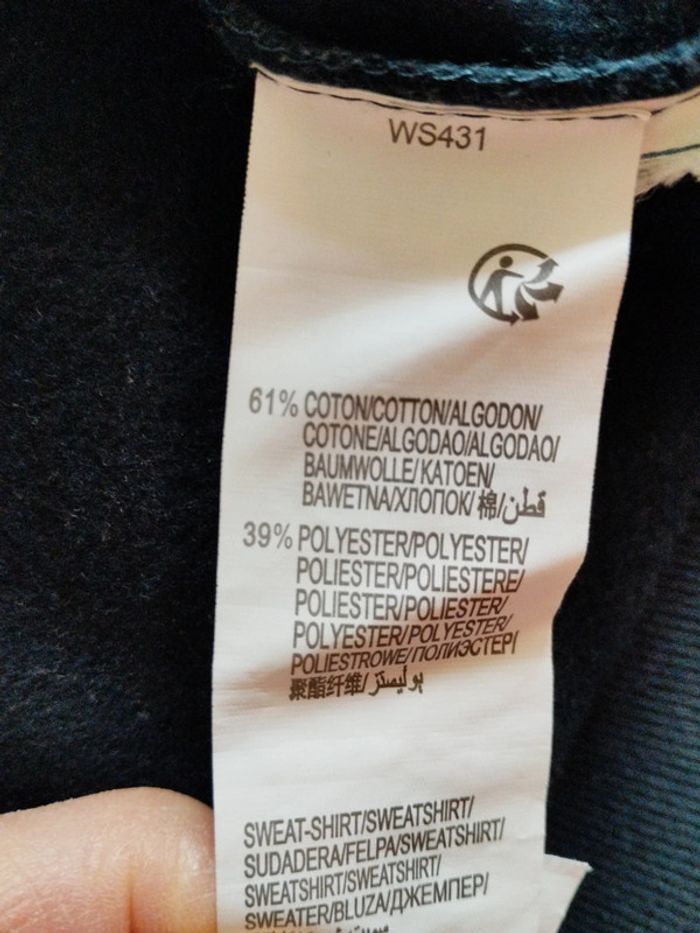 WS431
61% COTON/COTTON/ALGODON/
COTONE/ALGODAO/ALGODAO/
BAUMWOLLE/KATOEN/
BAWETNA/ХЛОПОК/棉/قطن
39% POLYESTER/POLYESTER/
POLIESTER/POLIESTERE/
POLIESTER/POLIESTER/
POLYESTER/POLYESTER/
POLIESTROWE/ПОЛИЭСТЕР/
聚酯纤维/بوليستر
SWEAT-SHIRT/SWEATSHIRT/
SUDADERA/FELPA/SWEATSHIRT/
SWEATSHIRT/SWEATSHIRT/
SWEATER/BLUZA/ДЖЕМПЕР/